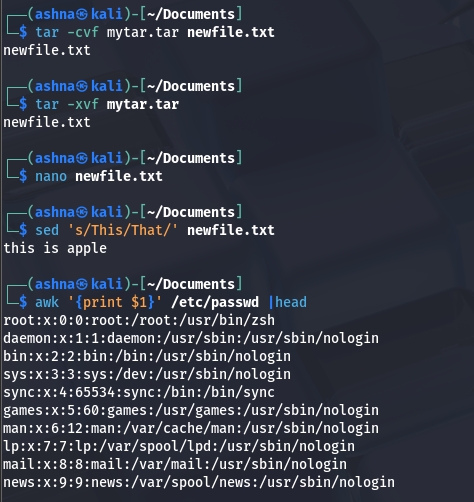 ┌──(ashna㉿kali)-[~/Documents]
└─$ tar -cvf mytar.tar newfile.txt
newfile.txt
┌──(ashna㉿kali)-[~/Documents]
└─$ tar -xvf mytar.tar
newfile.txt
┌──(ashna㉿kali)-[~/Documents]
└─$ nano newfile.txt
┌──(ashna㉿kali)-[~/Documents]
└─$ sed 's/This/That/' newfile.txt
this is apple
┌──(ashna㉿kali)-[~/Documents]
└─$ awk '{print $1}' /etc/passwd |head
root:x:0:0:root:/root:/usr/bin/zsh
daemon:x:1:1:daemon:/usr/sbin:/usr/sbin/nologin
bin:x:2:2:bin:/bin:/usr/sbin/nologin
sys:x:3:3:sys:/dev:/usr/sbin/nologin
sync:x:4:65534:sync:/bin:/bin/sync
games:x:5:60:games:/usr/games:/usr/sbin/nologin
man:x:6:12:man:/var/cache/man:/usr/sbin/nologin
lp:x:7:7:lp:/var/spool/lpd:/usr/sbin/nologin
mail:x:8:8:mail:/var/mail:/usr/sbin/nologin
news:x:9:9:news:/var/spool/news:/usr/sbin/nologin